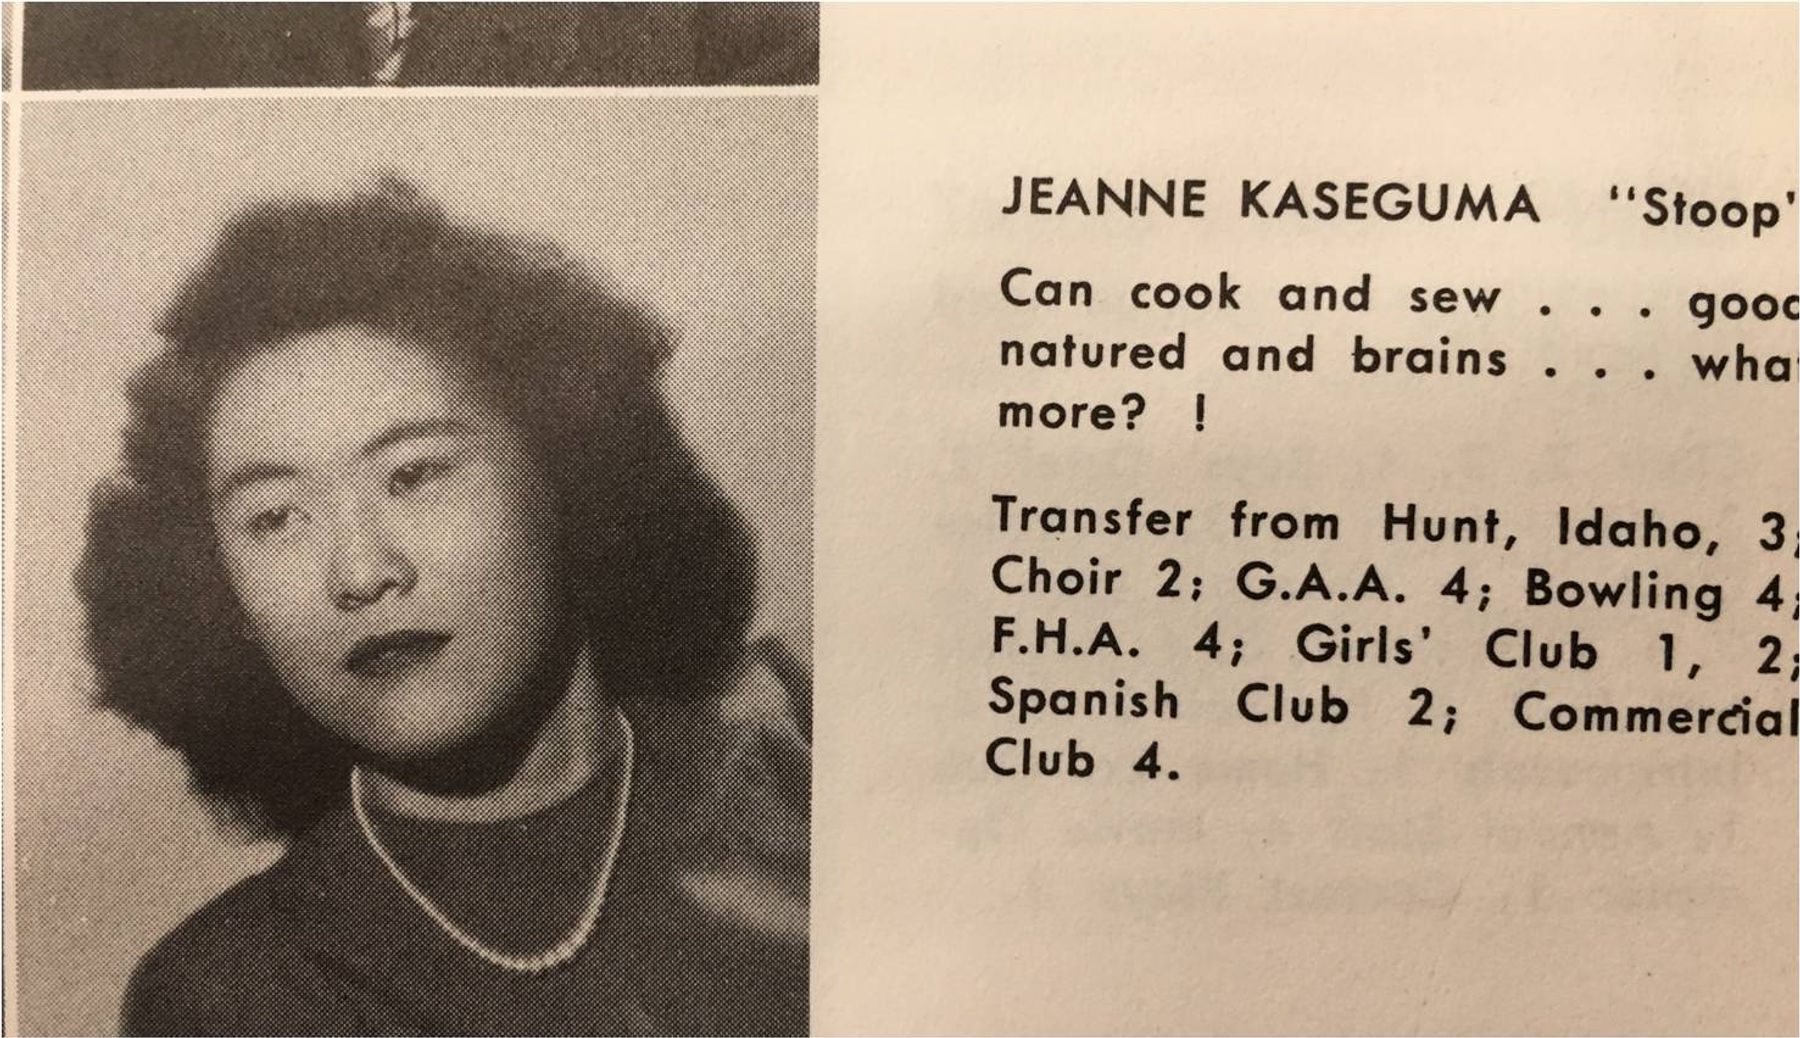 JEANNE KASEGUMA "Stoop"
Can cook and sew . . . good
natured and brains . . . what
more? !
Transfer from Hunt, Idaho, 3;
Choir 2; G.A.A. 4; Bowling 4;
F.H.A. 4; Girls' Club 1, 2;
Spanish Club 2; Commercial
Club 4.